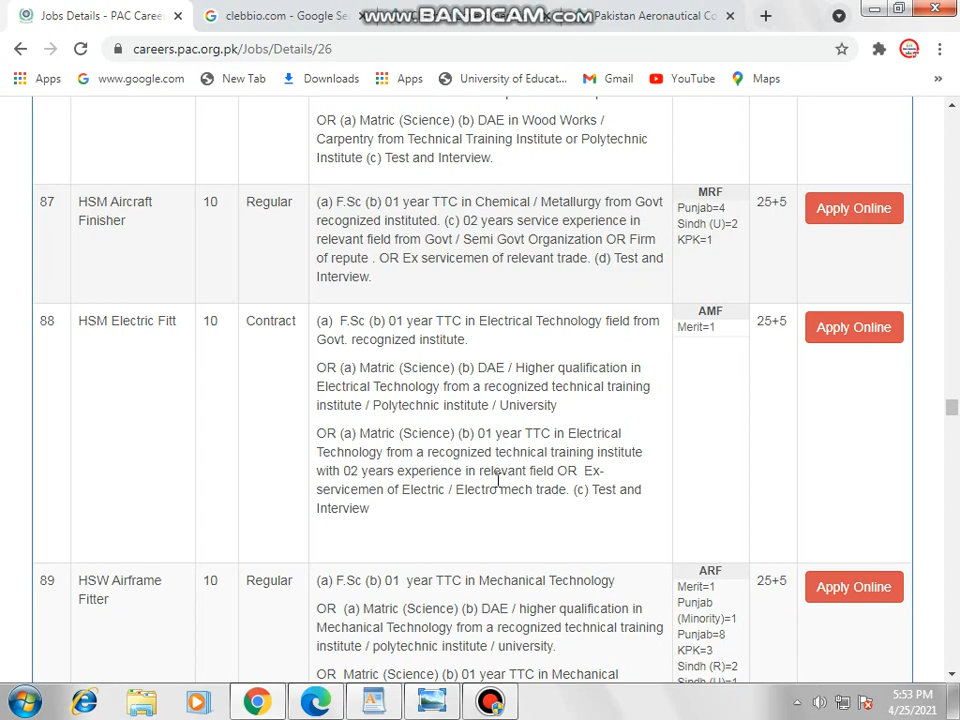 Jobs Details - PAC Caree
clebbio.com - Google Se
www.BANDICAM.com
Pakistan Aeronautical Co
careers.pac.org.pk/Jobs/Details/26
Apps
www.google.com
New Tab
Downloads
Apps
University of Educat...
Gmail
YouTube
Maps
»
OR (a) Matric (Science) (b) DAE in Wood Works /
Carpentry from Technical Training Institute or Polytechnic
Institute (c) Test and Interview.
87
HSM Aircraft
Finisher
10
Regular
(a) F.Sc (b) 01 year TTC in Chemical / Metallurgy from Govt
recognized instituted. (c) 02 years service experience in
relevant field from Govt / Semi Govt Organization OR Firm
of repute . OR Ex servicemen of relevant trade. (d) Test and
Interview.
MRF
Punjab=4
Sindh (U)=2
KPK=1
25+5
Apply Online
88
HSM Electric Fitt
10
Contract
(a) F.Sc (b) 01 year TTC in Electrical Technology field from
Govt. recognized institute.
OR (a) Matric (Science) (b) DAE / Higher qualification in
Electrical Technology from a recognized technical training
institute / Polytechnic institute / University
OR (a) Matric (Science) (b) 01 year TTC in Electrical
Technology from a recognized technical training institute
with 02 years experience in relevant field OR Ex-
servicemen of Electric / Electro mech trade. (c) Test and
Interview
AMF
Merit=1
25+5
Apply Online
89
HSW Airframe
Fitter
10
Regular
(a) F.Sc (b) 01 year TTC in Mechanical Technology
OR (a) Matric (Science) (b) DAE / higher qualification in
Mechanical Technology from a recognized technical training
institute / polytechnic institute / university.
OR Matric (Science) (b) 01 year TTC in Mechanical
ARF
Merit=1
Punjab
(Minority)=1
Punjab=8
KPK=3
Sindh (R)=2
Sindh (U)=1
25+5
Apply Online
5:53 PM
4/25/2021